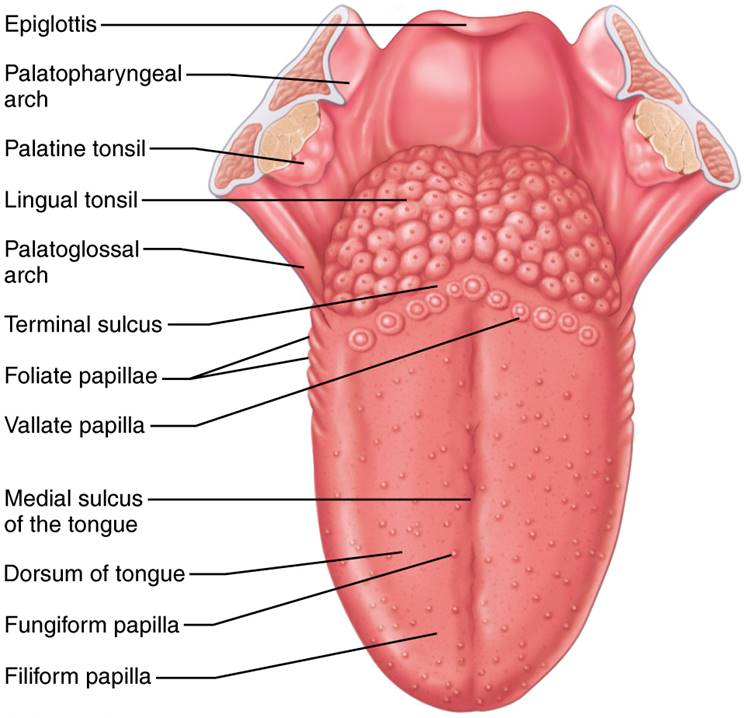 Epiglottis
Palatopharyngeal
arch
Palatine tonsil
Lingual tonsil
Palatoglossal
arch
Terminal sulcus
Foliate papillae
Vallate papilla
Medial sulcus
of the tongue
Dorsum of tongue
Fungiform papilla
Filiform papilla